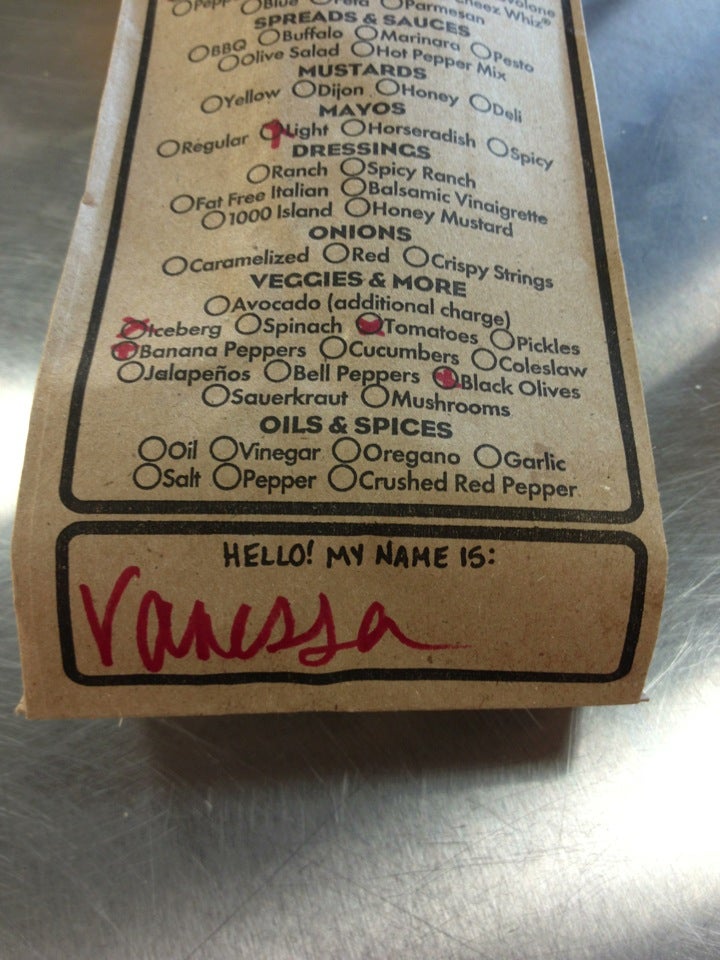 Blue Feta Parmesan Cheez Whiz®
SPREADS & SAUCES
BBQ Buffalo Marinara Pesto
Olive Salad Hot Pepper Mix
MUSTARDS
Yellow Dijon Honey Deli
MAYOS
Regular Light Horseradish Spicy
DRESSINGS
Ranch Spicy Ranch
Fat Free Italian Balsamic Vinaigrette
1000 Island Honey Mustard
ONIONS
Caramelized Red Crispy Strings
VEGGIES & MORE
Avocado (additional charge)
Iceberg Spinach Tomatoes Pickles
Banana Peppers Cucumbers Coleslaw
Jalapeños Bell Peppers Black Olives
Sauerkraut Mushrooms
OILS & SPICES
Oil Vinegar Oregano Garlic
Salt Pepper Crushed Red Pepper
HELLO! MY NAME IS:
Vanessa